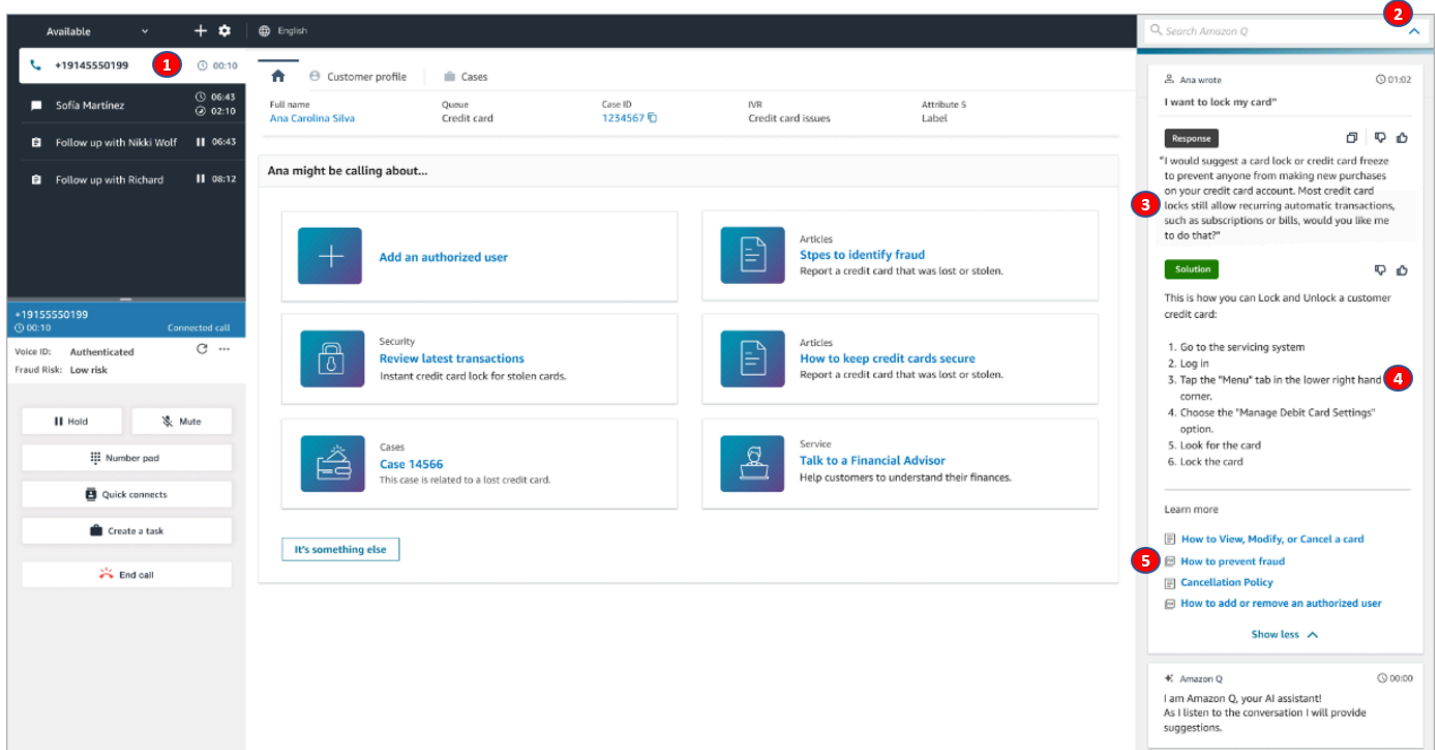 Available
English
Search Amazon Q
2
+19145550199
1
00:10
Sofía Martínez
06:43
02:10
Follow up with Nikki Wolf
06:43
Follow up with Richard
08:12
+19155550199
00:10
Connected call
Voice ID: Authenticated
Fraud Risk: Low risk
Hold
Mute
Number pad
Quick connects
Create a task
End call
Customer profile
Cases
Full name
Ana Carolina Silva
Queue
Credit card
Case ID
1234567
IVR
Credit card issues
Attribute 5
Label
Ana might be calling about...
Add an authorized user
Articles
Stpes to identify fraud
Report a credit card that was lost or stolen.
Security
Review latest transactions
Instant credit card lock for stolen cards.
Articles
How to keep credit cards secure
Report a credit card that was lost or stolen.
Cases
Case 14566
This case is related to a lost credit card.
Service
Talk to a Financial Advisor
Help customers to understand their finances.
It's something else
Ana wrote
01:02
I want to lock my card"
Response
"I would suggest a card lock or credit card freeze
to prevent anyone from making new purchases
on your credit card account. Most credit card
3
locks still allow recurring automatic transactions,
such as subscriptions or bills, would you like me
to do that?"
Solution
This is how you can Lock and Unlock a customer
credit card:
1. Go to the servicing system
2. Log in
3. Tap the "Menu" tab in the lower right hand
4
corner.
4. Choose the "Manage Debit Card Settings"
option.
5. Look for the card
6. Lock the card
Learn more
How to View, Modify, or Cancel a card
5
How to prevent fraud
Cancellation Policy
How to add or remove an authorized user
Show less
Amazon Q
00:00
I am Amazon Q, your AI assistant!
As I listen to the conversation I will provide
suggestions.